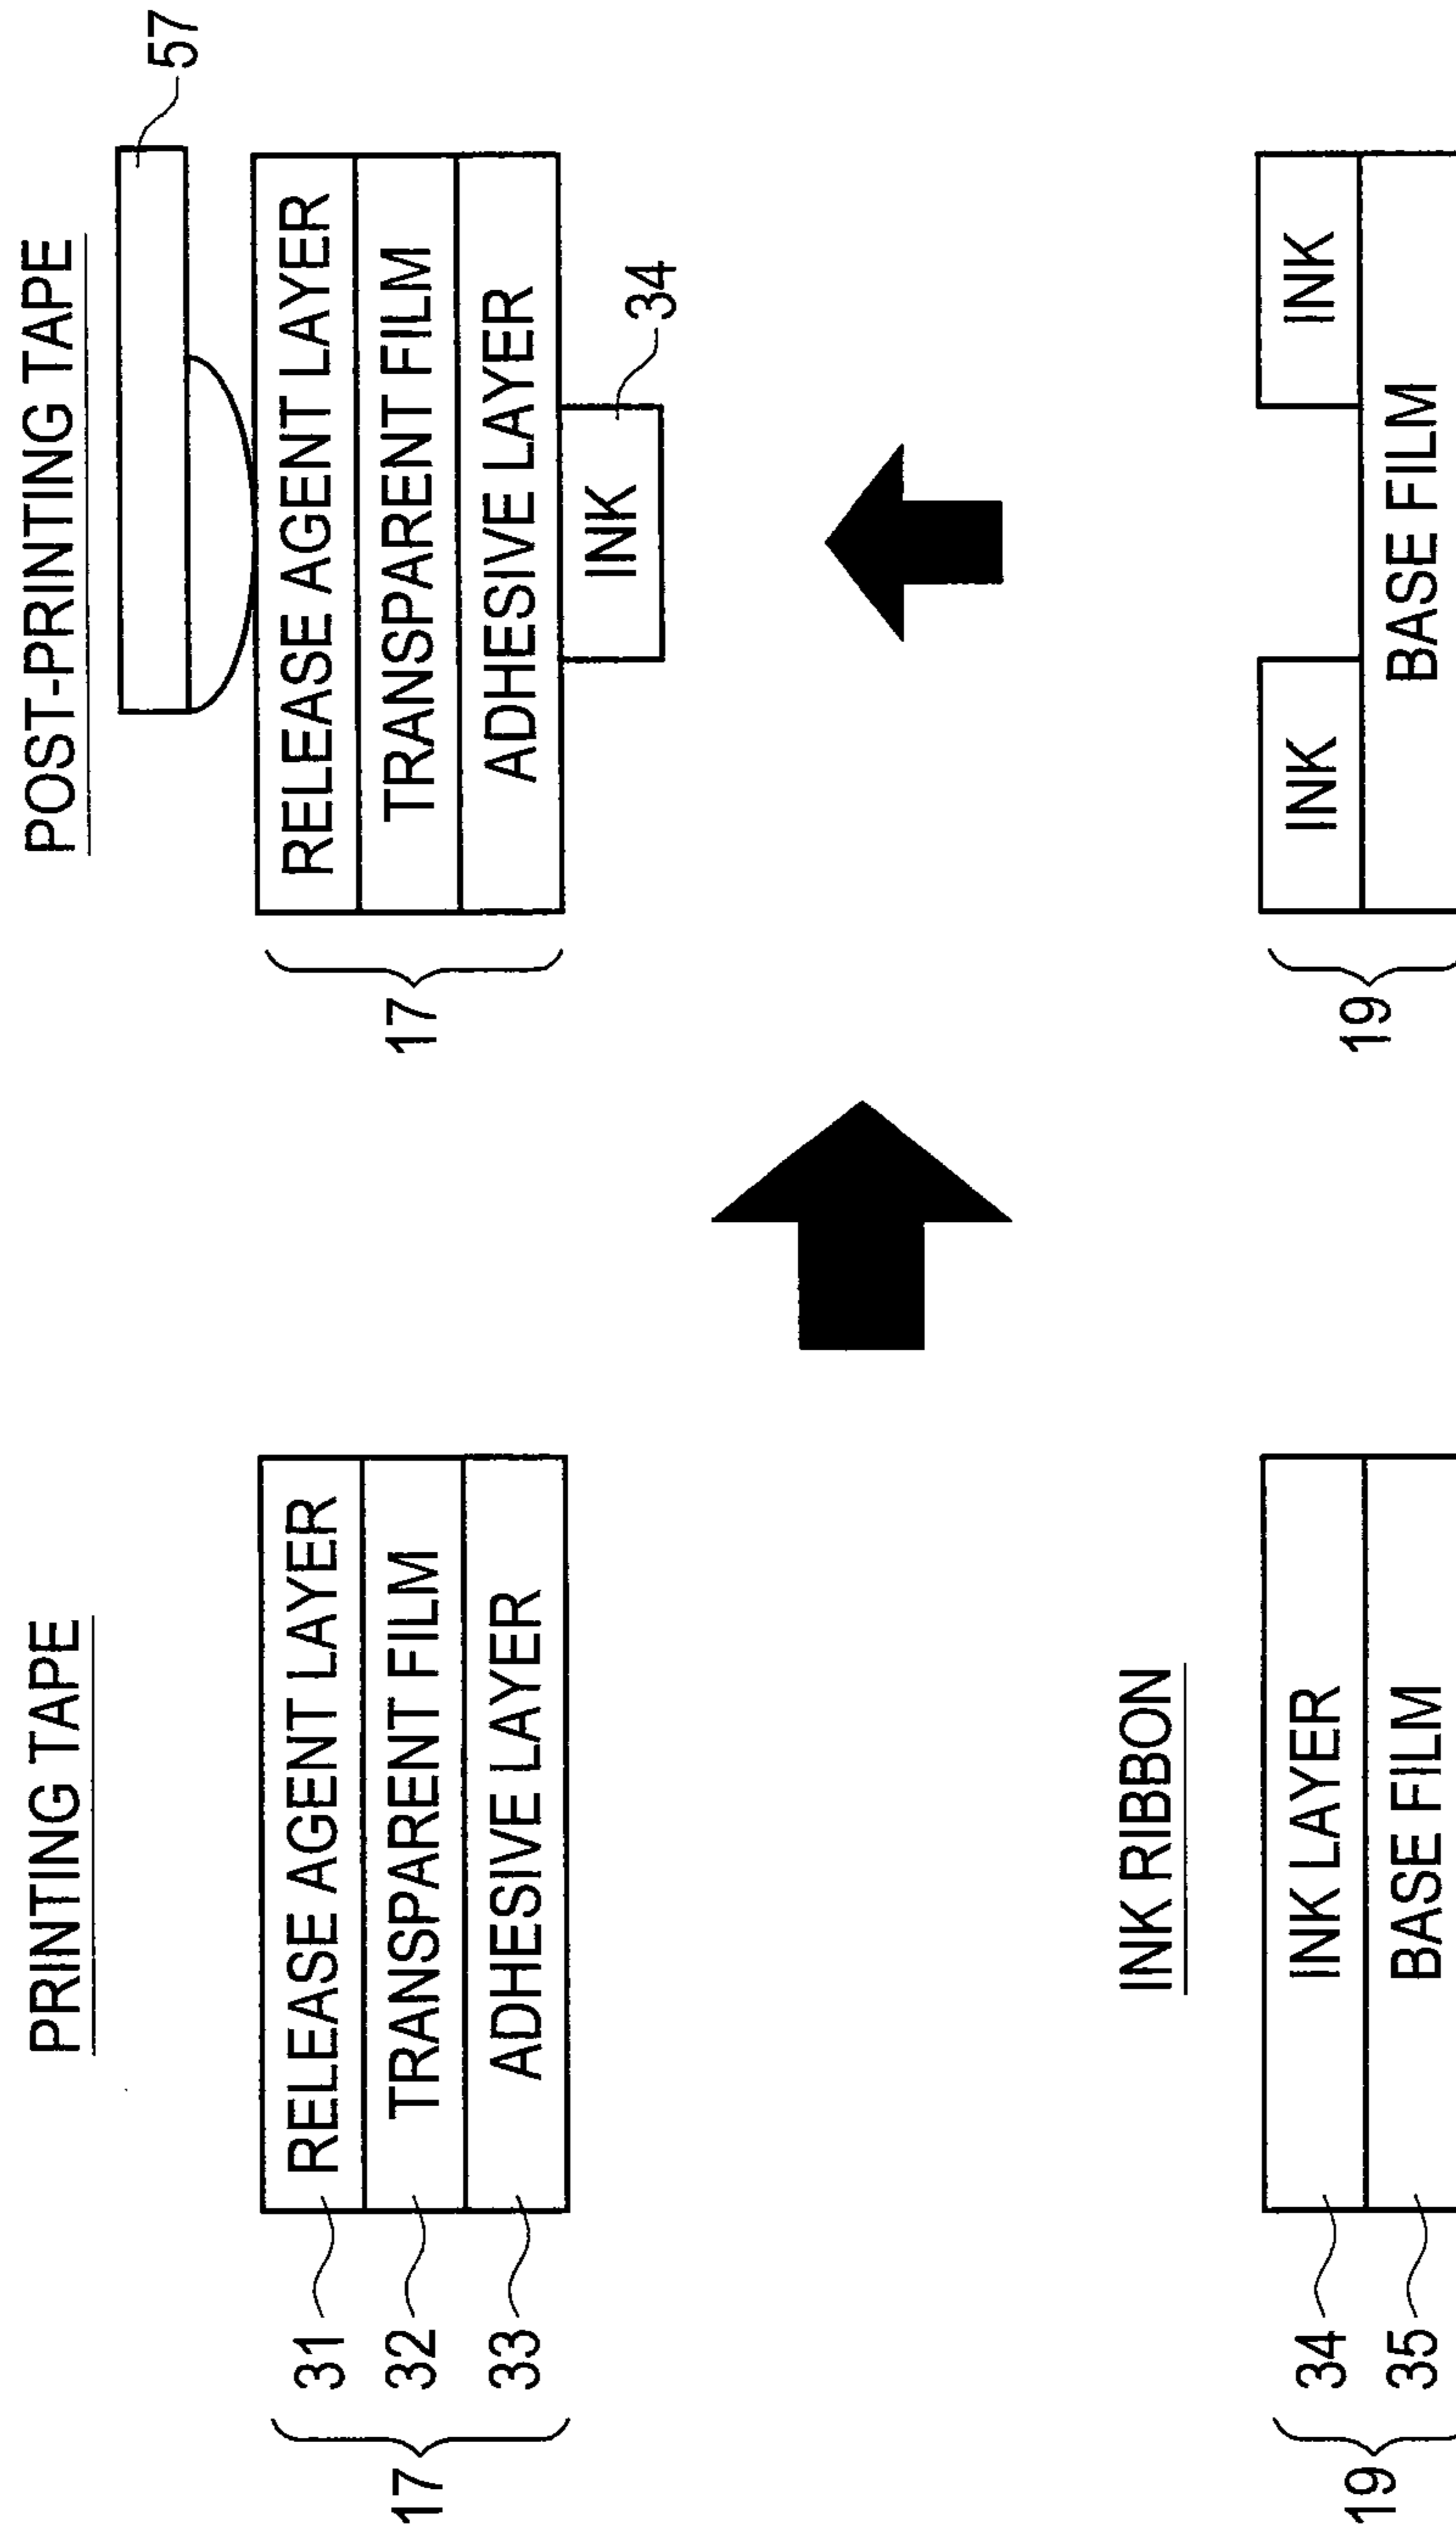 PRINTING TAPE
31
RELEASE AGENT LAYER
32
TRANSPARENT FILM
33
ADHESIVE LAYER
17
INK RIBBON
34
INK LAYER
35
BASE FILM
19
POST-PRINTING TAPE
57
RELEASE AGENT LAYER
TRANSPARENT FILM
ADHESIVE LAYER
17
INK
34
INK
INK
BASE FILM
19